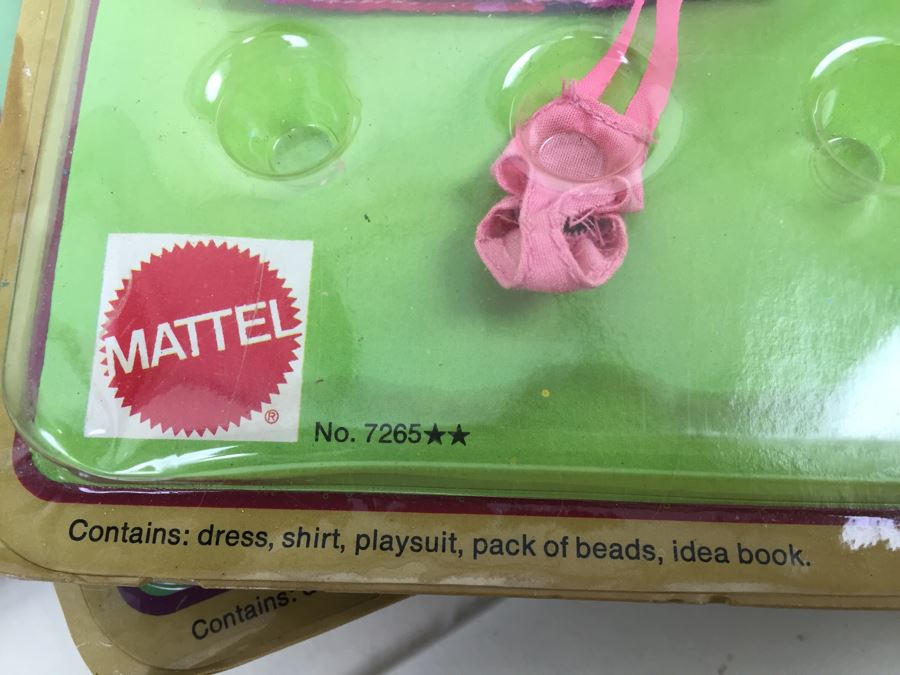 MATTEL
®
No. 7265★★
Contains: dress, shirt, playsuit, pack of beads, idea book.
Contains: